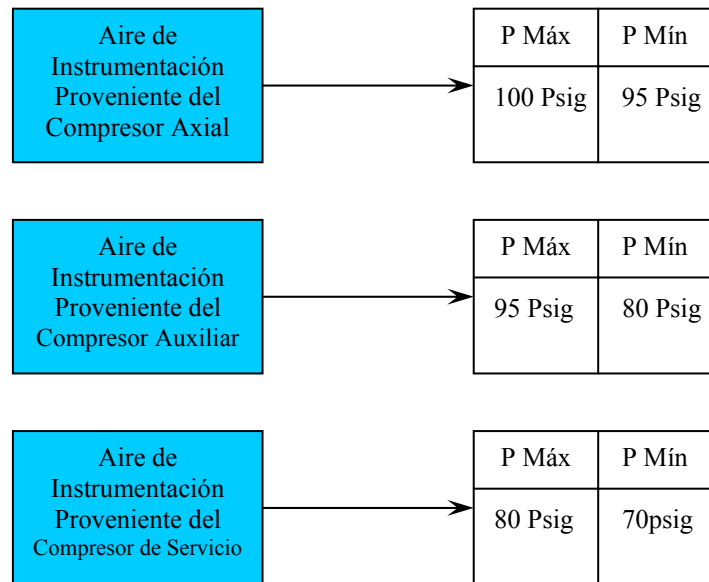 Aire de
Instrumentación
Proveniente del
Compresor Axial
P Máx P Mín
100 Psig 95 Psig
Aire de
Instrumentación
Proveniente del
Compresor Auxiliar
P Máx P Mín
95 Psig 80 Psig
Aire de
Instrumentación
Proveniente del
Compresor de Servicio
P Máx P Mín
80 Psig 70psig